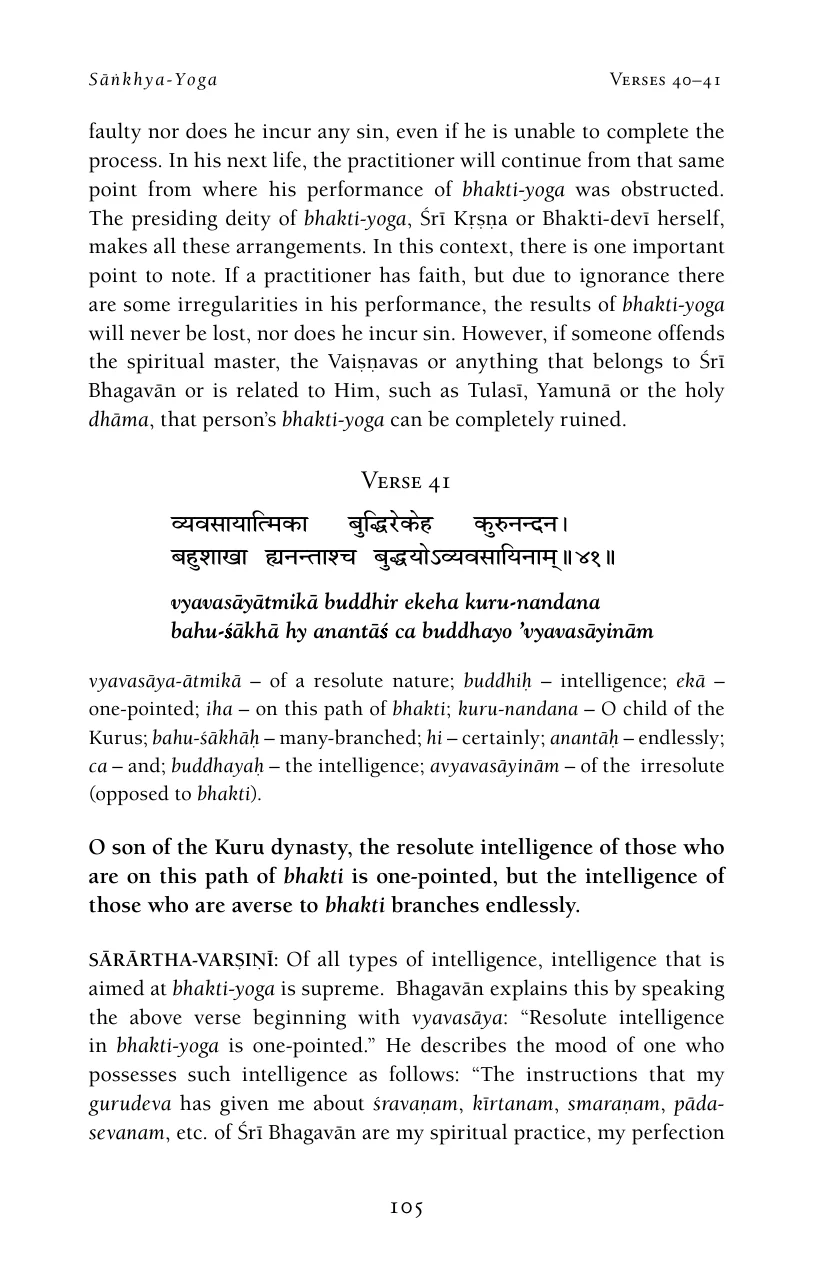 Sāṅkhya-Yoga Verses 40–41
faulty nor does he incur any sin, even if he is unable to complete the
process. In his next life, the practitioner will continue from that same
point from where his performance of bhakti-yoga was obstructed.
The presiding deity of bhakti-yoga, Śrī Kṛṣṇa or Bhakti-devī herself,
makes all these arrangements. In this context, there is one important
point to note. If a practitioner has faith, but due to ignorance there
are some irregularities in his performance, the results of bhakti-yoga
will never be lost, nor does he incur sin. However, if someone offends
the spiritual master, the Vaiṣṇavas or anything that belongs to Śrī
Bhagavān or is related to Him, such as Tulasī, Yamunā or the holy
dhāma, that person’s bhakti-yoga can be completely ruined.
Verse 41
व्यवसायात्मिका बुद्धिरेकेह कुरुनन्दन।
बहुशाखा ह्यनन्ताश्च बुद्धयोऽव्यवसायिनाम्॥४१॥
vyavasāyātmikā buddhir ekeha kuru-nandana
bahu-śākhā hy anantāś ca buddhayo ’vyavasāyinām
vyavasāya-ātmikā – of a resolute nature; buddhiḥ – intelligence; ekā –
one-pointed; iha – on this path of bhakti; kuru-nandana – O child of the
Kurus; bahu-śākhāḥ – many-branched; hi – certainly; anantāḥ – endlessly;
ca – and; buddhayaḥ – the intelligence; avyavasāyinām – of the irresolute
(opposed to bhakti).
O son of the Kuru dynasty, the resolute intelligence of those who
are on this path of bhakti is one-pointed, but the intelligence of
those who are averse to bhakti branches endlessly.
SĀRĀRTHA-VARṢIṆĪ: Of all types of intelligence, intelligence that is
aimed at bhakti-yoga is supreme. Bhagavān explains this by speaking
the above verse beginning with vyavasāya: “Resolute intelligence
in bhakti-yoga is one-pointed.” He describes the mood of one who
possesses such intelligence as follows: “The instructions that my
gurudeva has given me about śravaṇam, kīrtanam, smaraṇam, pāda-
sevanam, etc. of Śrī Bhagavān are my spiritual practice, my perfection
105